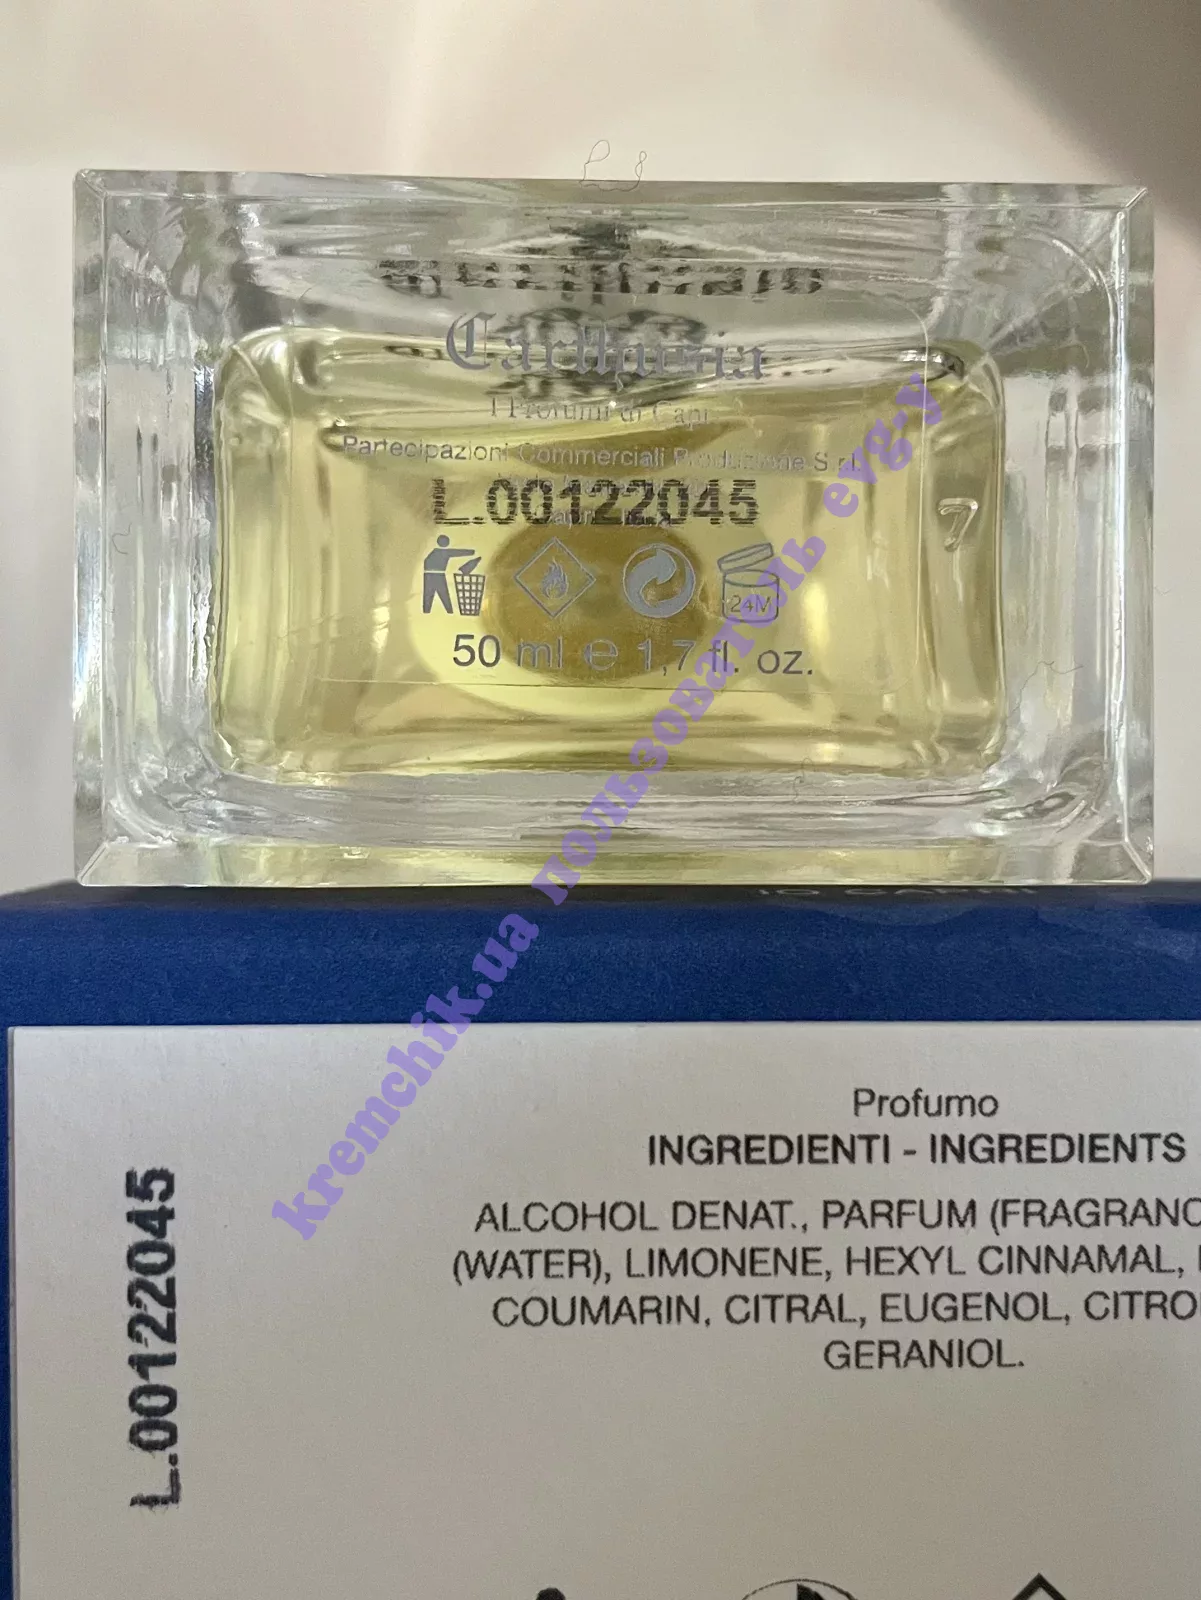 Carthusia
I Profumi di Capri
Partecipazioni Commerciali Produzione S.r.l.
L.00122045
24M
50 ml e 1,7 fl. oz.
7
kremchik.ua пользователь evg-y
Profumo
INGREDIENTI - INGREDIENTS
ALCOHOL DENAT., PARFUM (FRAGRANC
(WATER), LIMONENE, HEXYL CINNAMAL,
COUMARIN, CITRAL, EUGENOL, CITRO
GERANIOL.
L.00122045